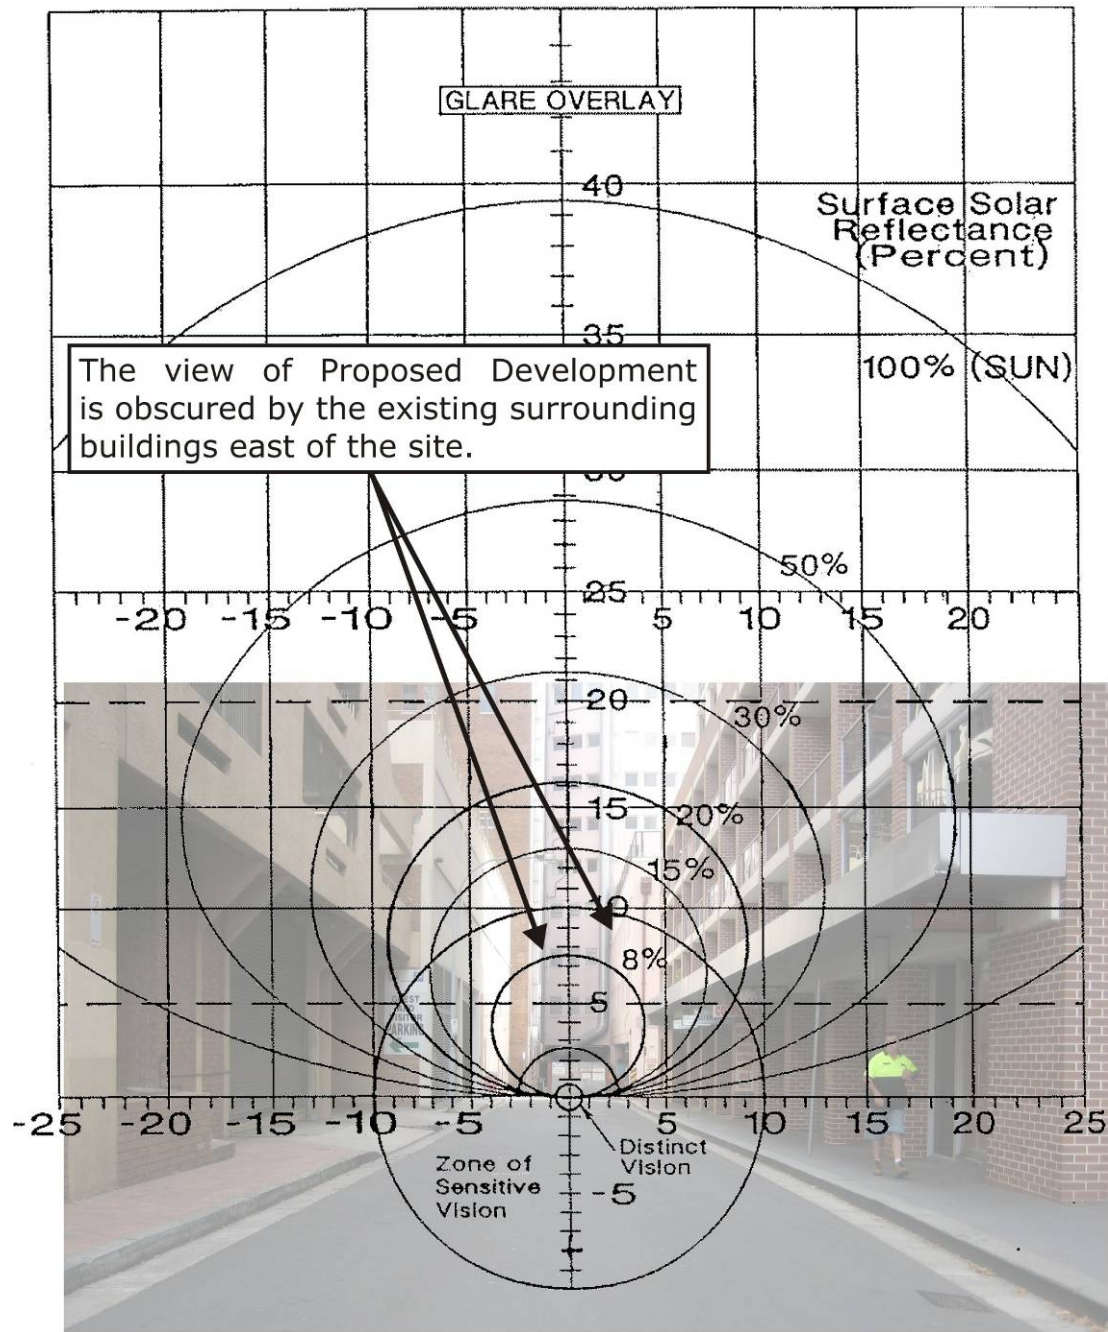 GLARE OVERLAY
40
Surface Solar
Reflectance
(Percent)
35
100% (SUN)
The view of Proposed Development
is obscured by the existing surrounding
buildings east of the site.
50%
25
-20 -15 -10 -5 5 10 15 20
20
30%
15
20%
15%
10
8%
5
-25 -20 -15 -10 -5 5 10 15 20 25
Distinct
Vision
Zone of
Sensitive
Vision
-5